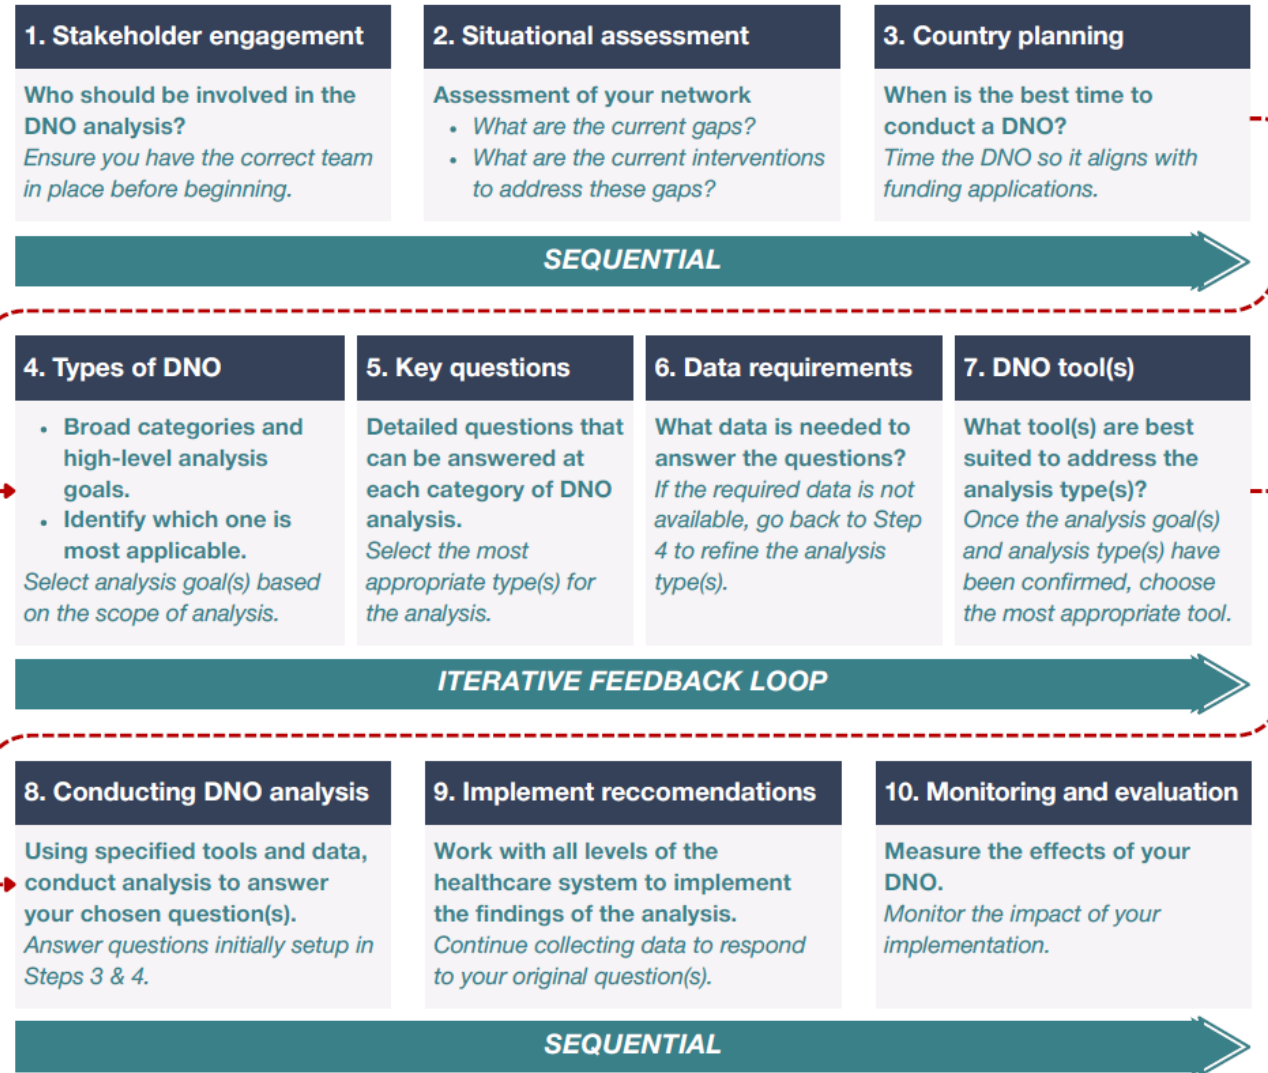 1. Stakeholder engagement
Who should be involved in the
DNO analysis?
Ensure you have the correct team
in place before beginning.
2. Situational assessment
Assessment of your network
• What are the current gaps?
• What are the current interventions
to address these gaps?
3. Country planning
When is the best time to
conduct a DNO?
Time the DNO so it aligns with
funding applications.
SEQUENTIAL
4. Types of DNO
• Broad categories and
high-level analysis
goals.
• Identify which one is
most applicable.
Select analysis goal(s) based
on the scope of analysis.
5. Key questions
Detailed questions that
can be answered at
each category of DNO
analysis.
Select the most
appropriate type(s) for
the analysis.
6. Data requirements
What data is needed to
answer the questions?
If the required data is not
available, go back to Step
4 to refine the analysis
type(s).
7. DNO tool(s)
What tool(s) are best
suited to address the
analysis type(s)?
Once the analysis goal(s)
and analysis type(s) have
been confirmed, choose
the most appropriate tool.
ITERATIVE FEEDBACK LOOP
8. Conducting DNO analysis
Using specified tools and data,
conduct analysis to answer
your chosen question(s).
Answer questions initially setup in
Steps 3 & 4.
9. Implement reccomendations
Work with all levels of the
healthcare system to implement
the findings of the analysis.
Continue collecting data to respond
to your original question(s).
10. Monitoring and evaluation
Measure the effects of your
DNO.
Monitor the impact of your
implementation.
SEQUENTIAL